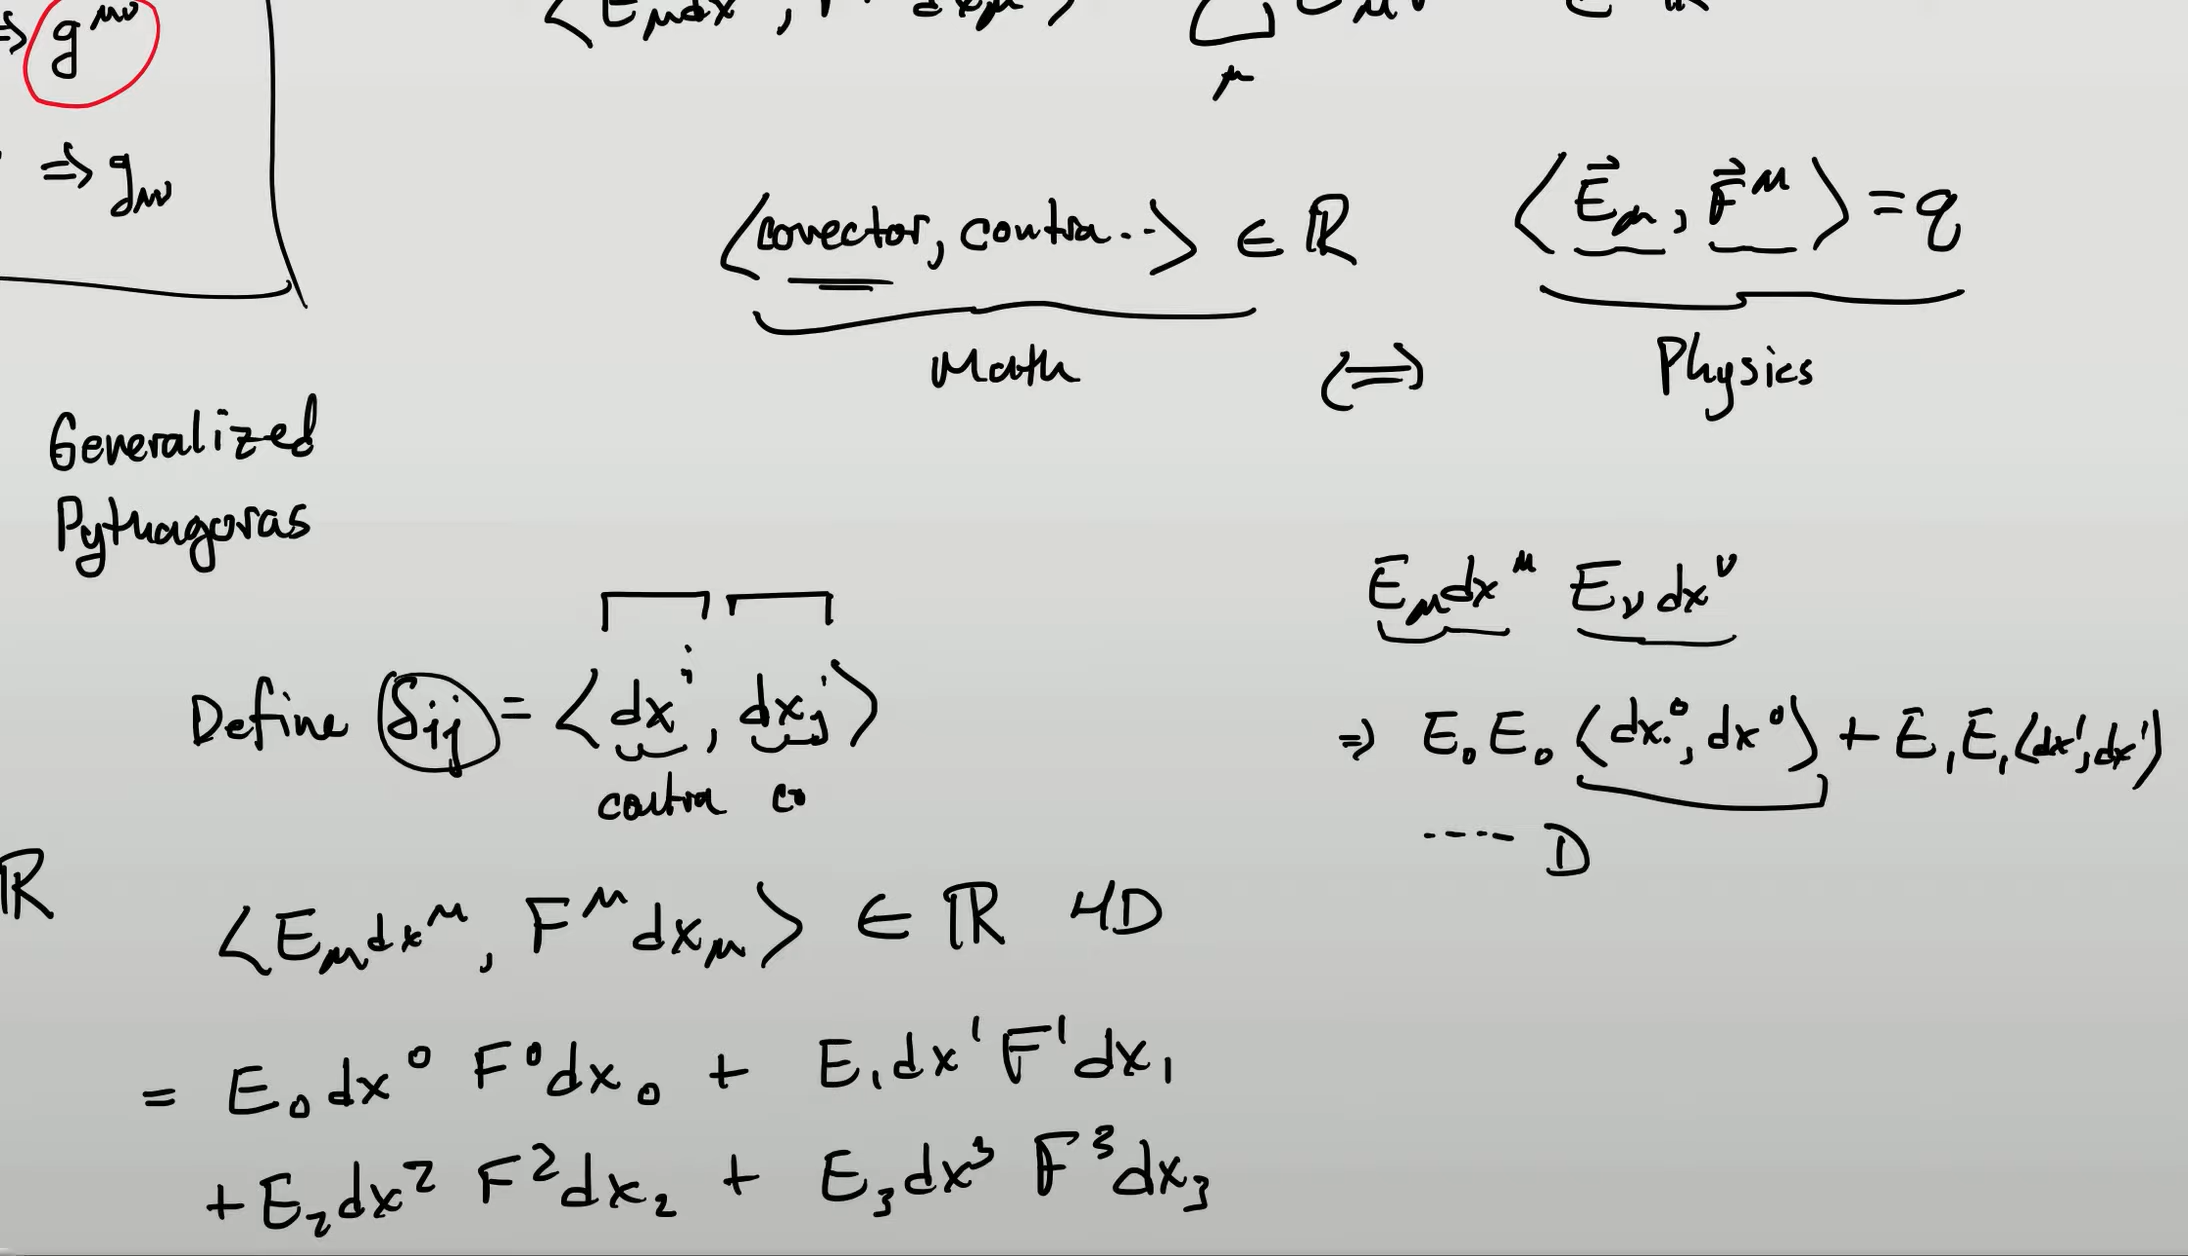 ⇒ g^{μν}
⇒ g_{μν}
μ
⟨covector, contra..⟩ ∈ ℝ
Math
⇔
⟨E⃗_μ, F⃗^μ⟩ = q
Physics
Generalized
Pythagoras
Define δ_{ij} = ⟨dx^i, dx_j⟩
contra co
E_μ dx^μ E_ν dx^ν
⇒ E_0 E_0 ⟨dx^0, dx^0⟩ + E_1 E_1 ⟨dx^1, dx^1⟩
---- D
ℝ
⟨E_μ dx^μ, F^μ dx_μ⟩ ∈ ℝ 4D
= E_0 dx^0 F^0 dx_0 + E_1 dx^1 F^1 dx_1
+ E_2 dx^2 F^2 dx_2 + E_3 dx^3 F^3 dx_3